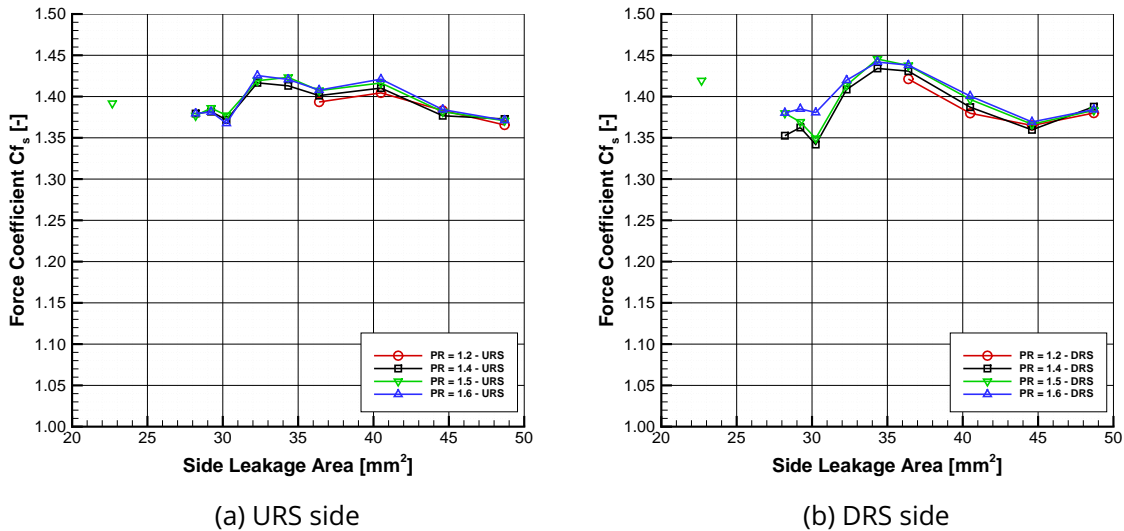 1.50
1.45
1.40
1.35
1.30
1.25
1.20
1.15
1.10
1.05
1.00
Force Coefficient Cfₛ [-]
PR = 1.2 - URS
PR = 1.4 - URS
PR = 1.5 - URS
PR = 1.6 - URS
20 25 30 35 40 45 50
Side Leakage Area [mm²]
(a) URS side
1.50
1.45
1.40
1.35
1.30
1.25
1.20
1.15
1.10
1.05
1.00
Force Coefficient Cfₛ [-]
PR = 1.2 - DRS
PR = 1.4 - DRS
PR = 1.5 - DRS
PR = 1.6 - DRS
20 25 30 35 40 45 50
Side Leakage Area [mm²]
(b) DRS side